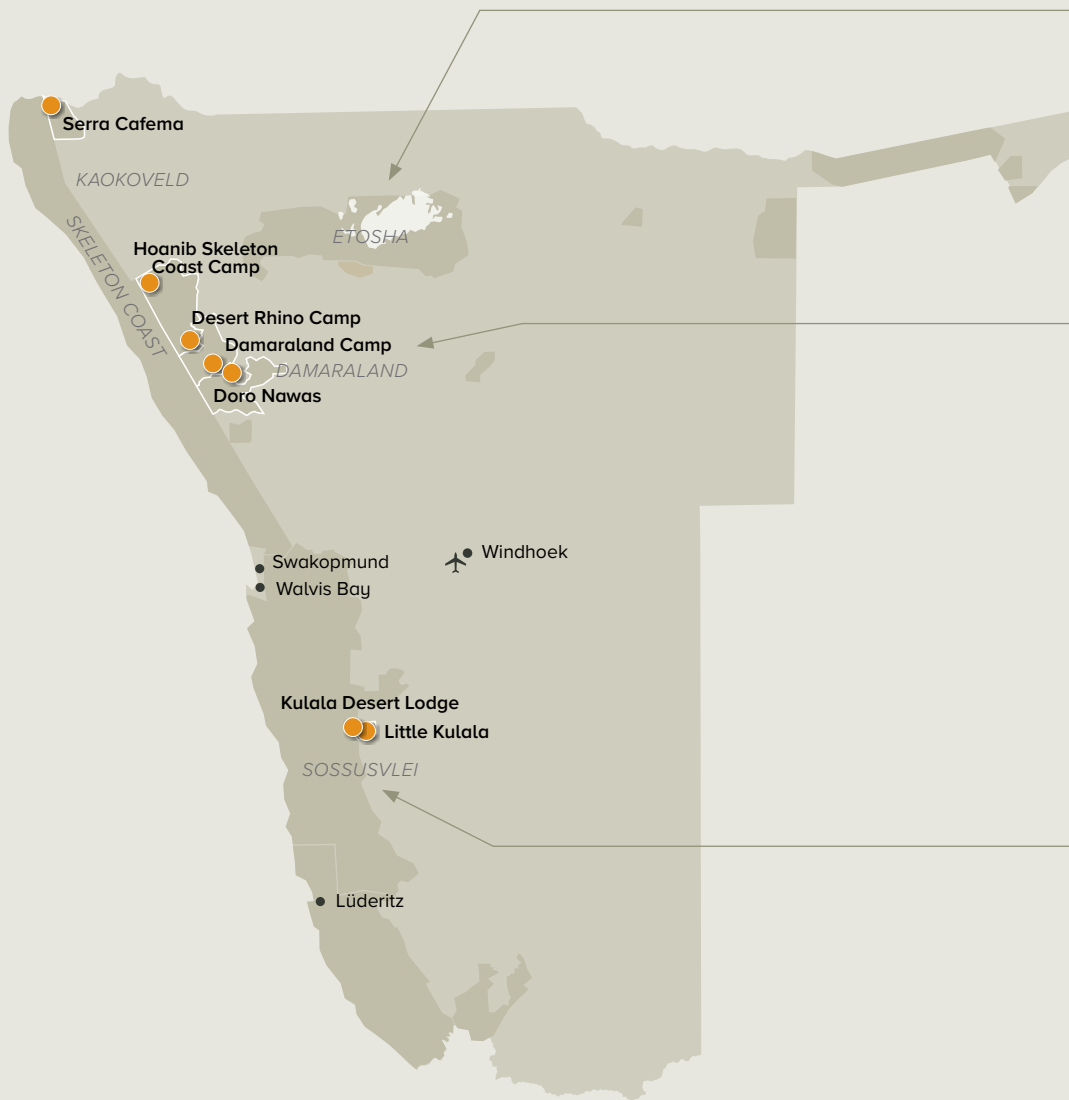 Serra Cafema
KAOKOVELD
SKELETON COAST
ETOSHA
Hoanib Skeleton
Coast Camp
Desert Rhino Camp
Damaraland Camp
DAMARALAND
Doro Nawas
Windhoek
Swakopmund
Walvis Bay
Kulala Desert Lodge
Little Kulala
SOSSUSVLEI
Lüderitz